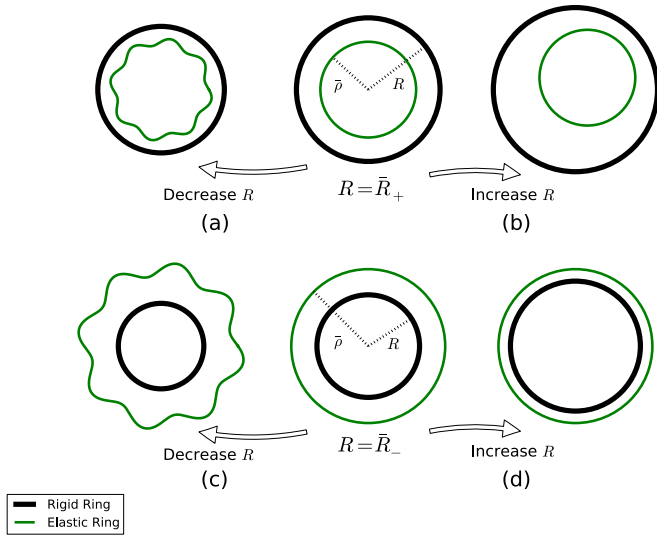 ρ̄
R
Decrease R
R = R̄₊
Increase R
(a)
(b)
ρ̄
R
Decrease R
R = R̄₋
Increase R
(c)
(d)
Rigid Ring
Elastic Ring